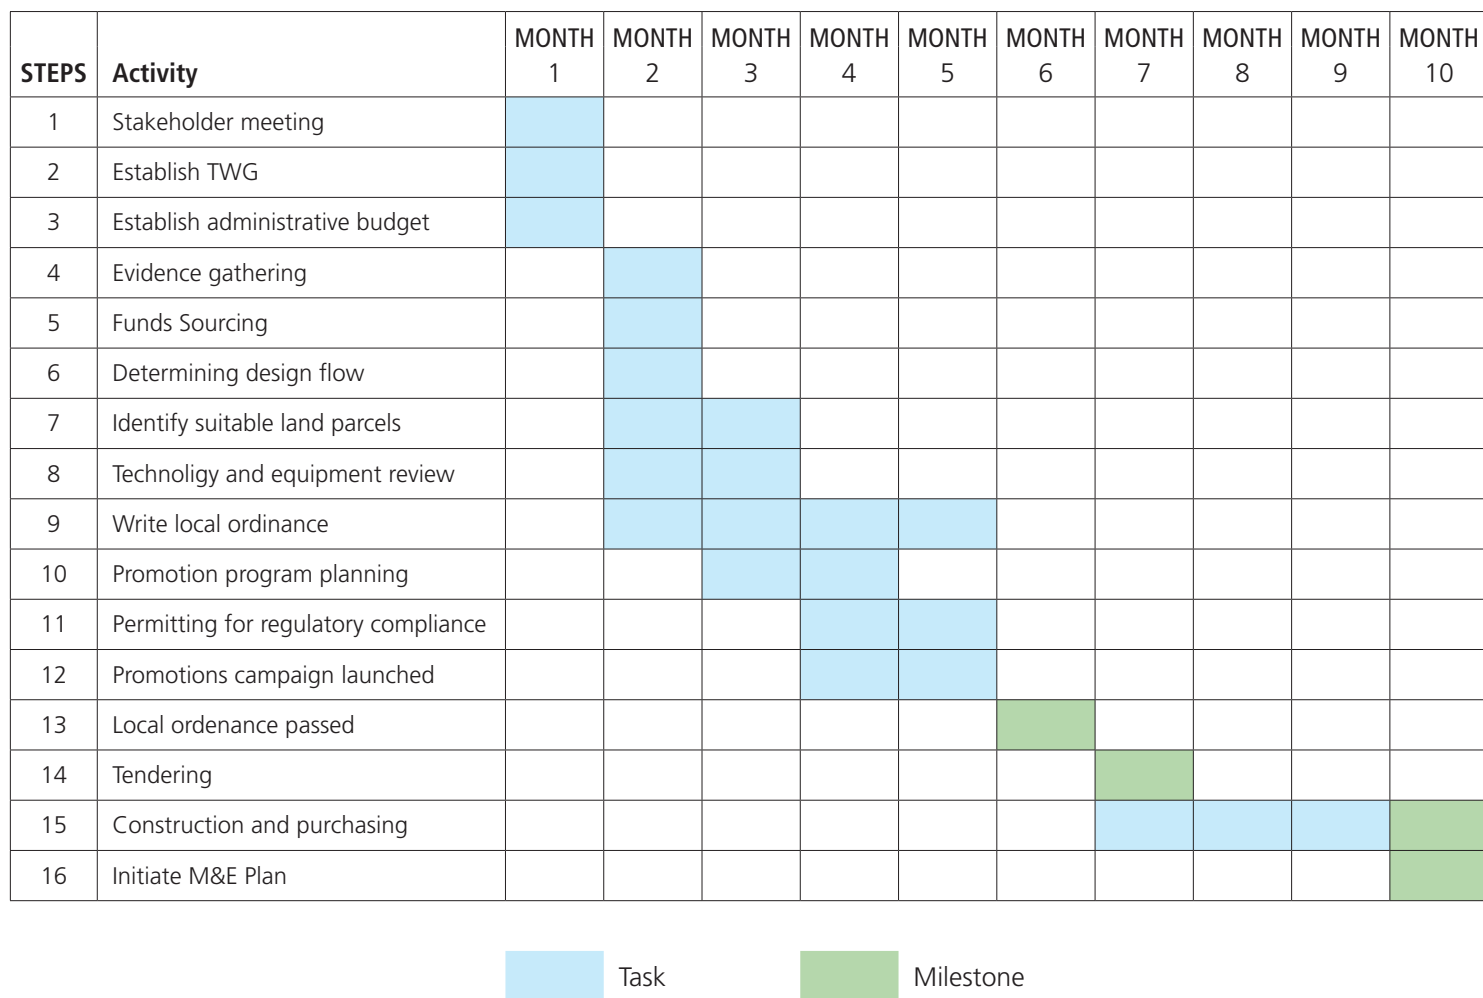 STEPS Activity MONTH 1 MONTH 2 MONTH 3 MONTH 4 MONTH 5 MONTH 6 MONTH 7 MONTH 8 MONTH 9 MONTH 10
1 Stakeholder meeting
2 Establish TWG
3 Establish administrative budget
4 Evidence gathering
5 Funds Sourcing
6 Determining design flow
7 Identify suitable land parcels
8 Technoligy and equipment review
9 Write local ordinance
10 Promotion program planning
11 Permitting for regulatory compliance
12 Promotions campaign launched
13 Local ordenance passed
14 Tendering
15 Construction and purchasing
16 Initiate M&E Plan
Task Milestone